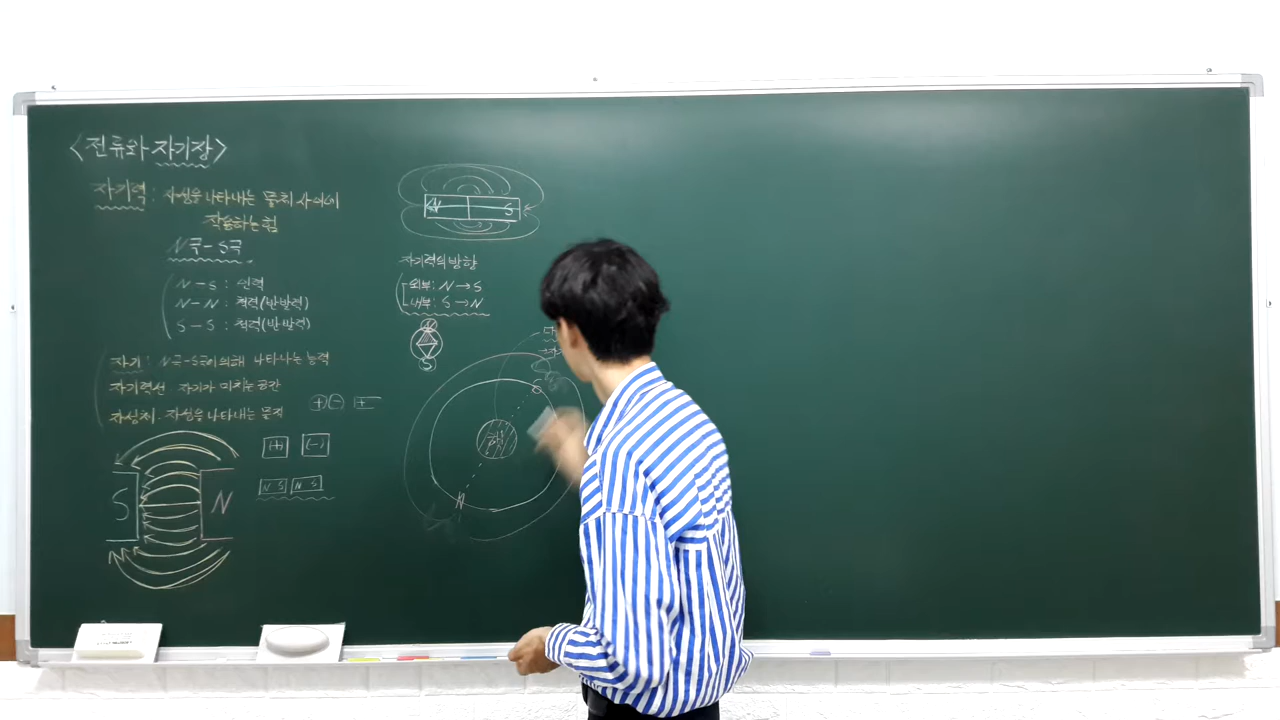 <전류와 자기장>
자기력 : 자성을 나타내는 물체 사이에
작용하는 힘
N극-S극
N-S : 인력
N-N : 척력(반발력)
S-S : 척력(반발력)
자기 : N극-S극에 의해 나타나는 능력
자기력선 자기가 미치는 공간
자성체. 자성을 나타내는 물질
+ -
+ -
(+) (-)
N S N S
S N
N S
자기력의 방향
외부: N→S
내부: S→N
N
S
N